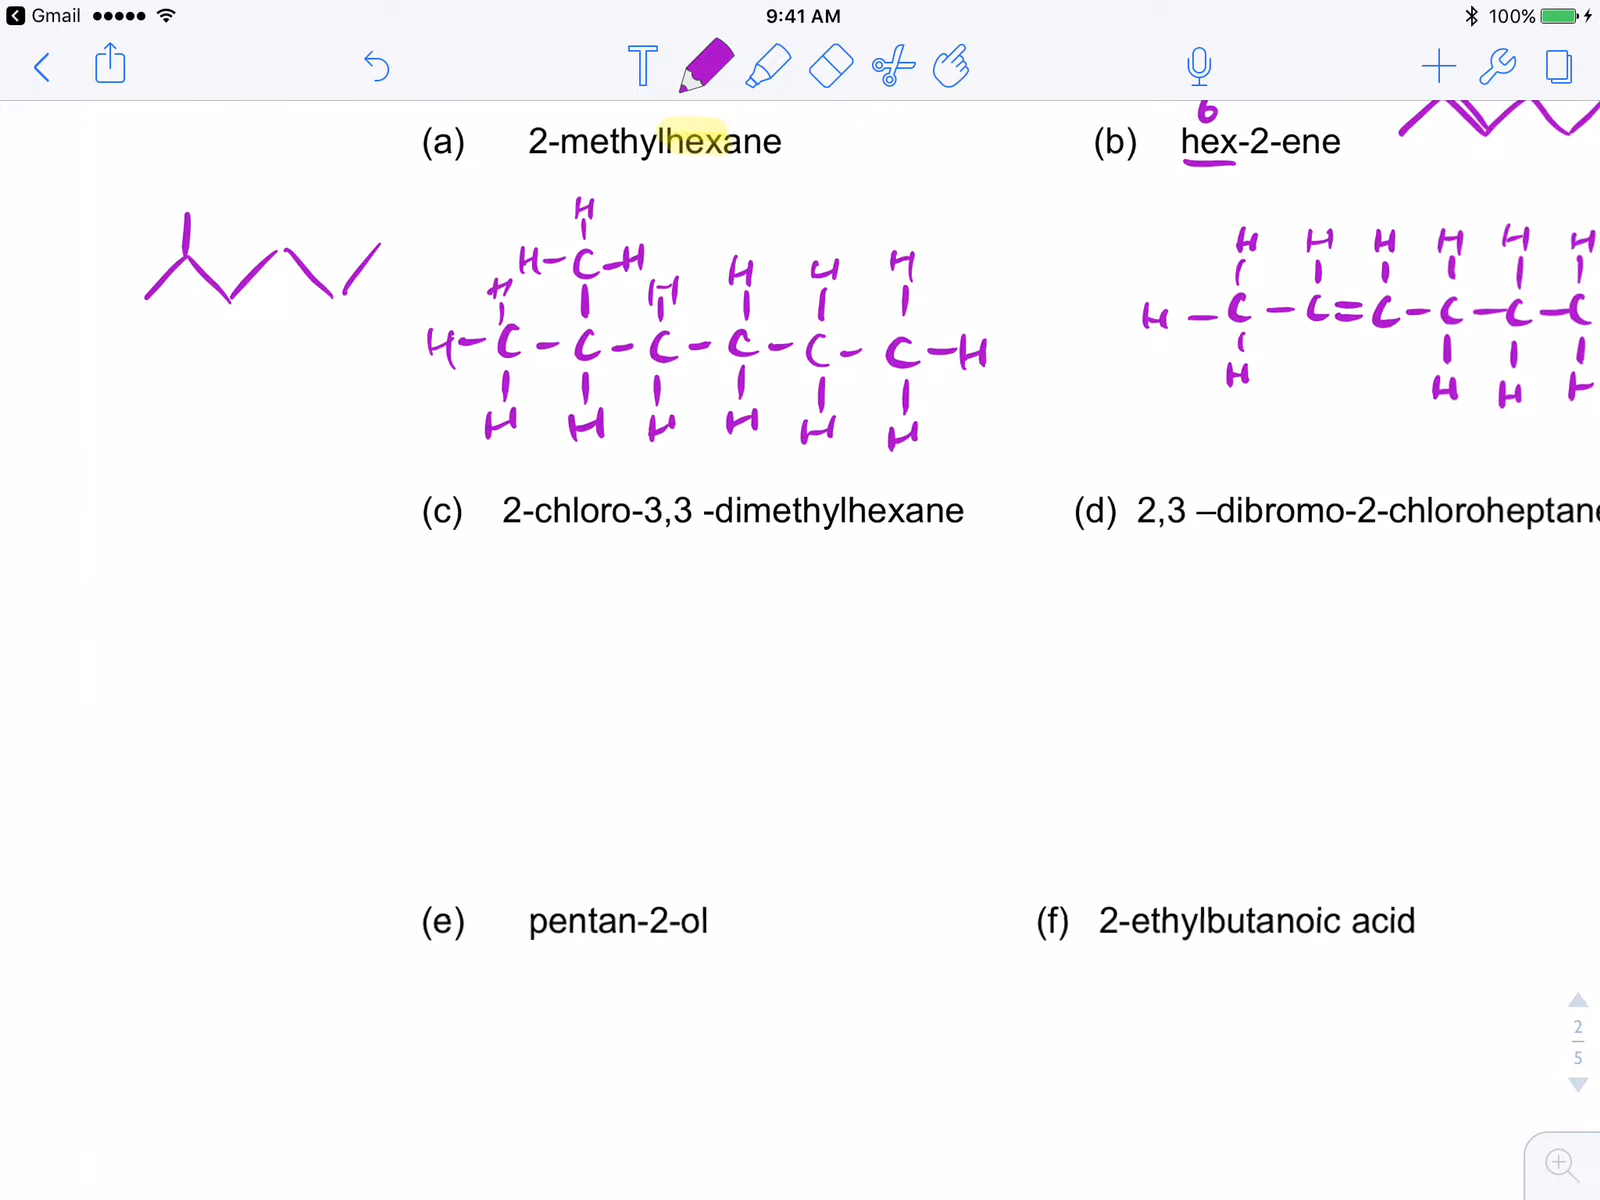 Gmail 9:41 AM 100%
6
(a) 2-methylhexane (b) hex-2-ene
H
H-C-H
H H H H H
H-C-C-C-C-C-C-H
H H H H H H
H H H H H H
H-C-C=C-C-C-C
H H H H
(c) 2-chloro-3,3 -dimethylhexane (d) 2,3 –dibromo-2-chloroheptane
(e) pentan-2-ol (f) 2-ethylbutanoic acid
2
5